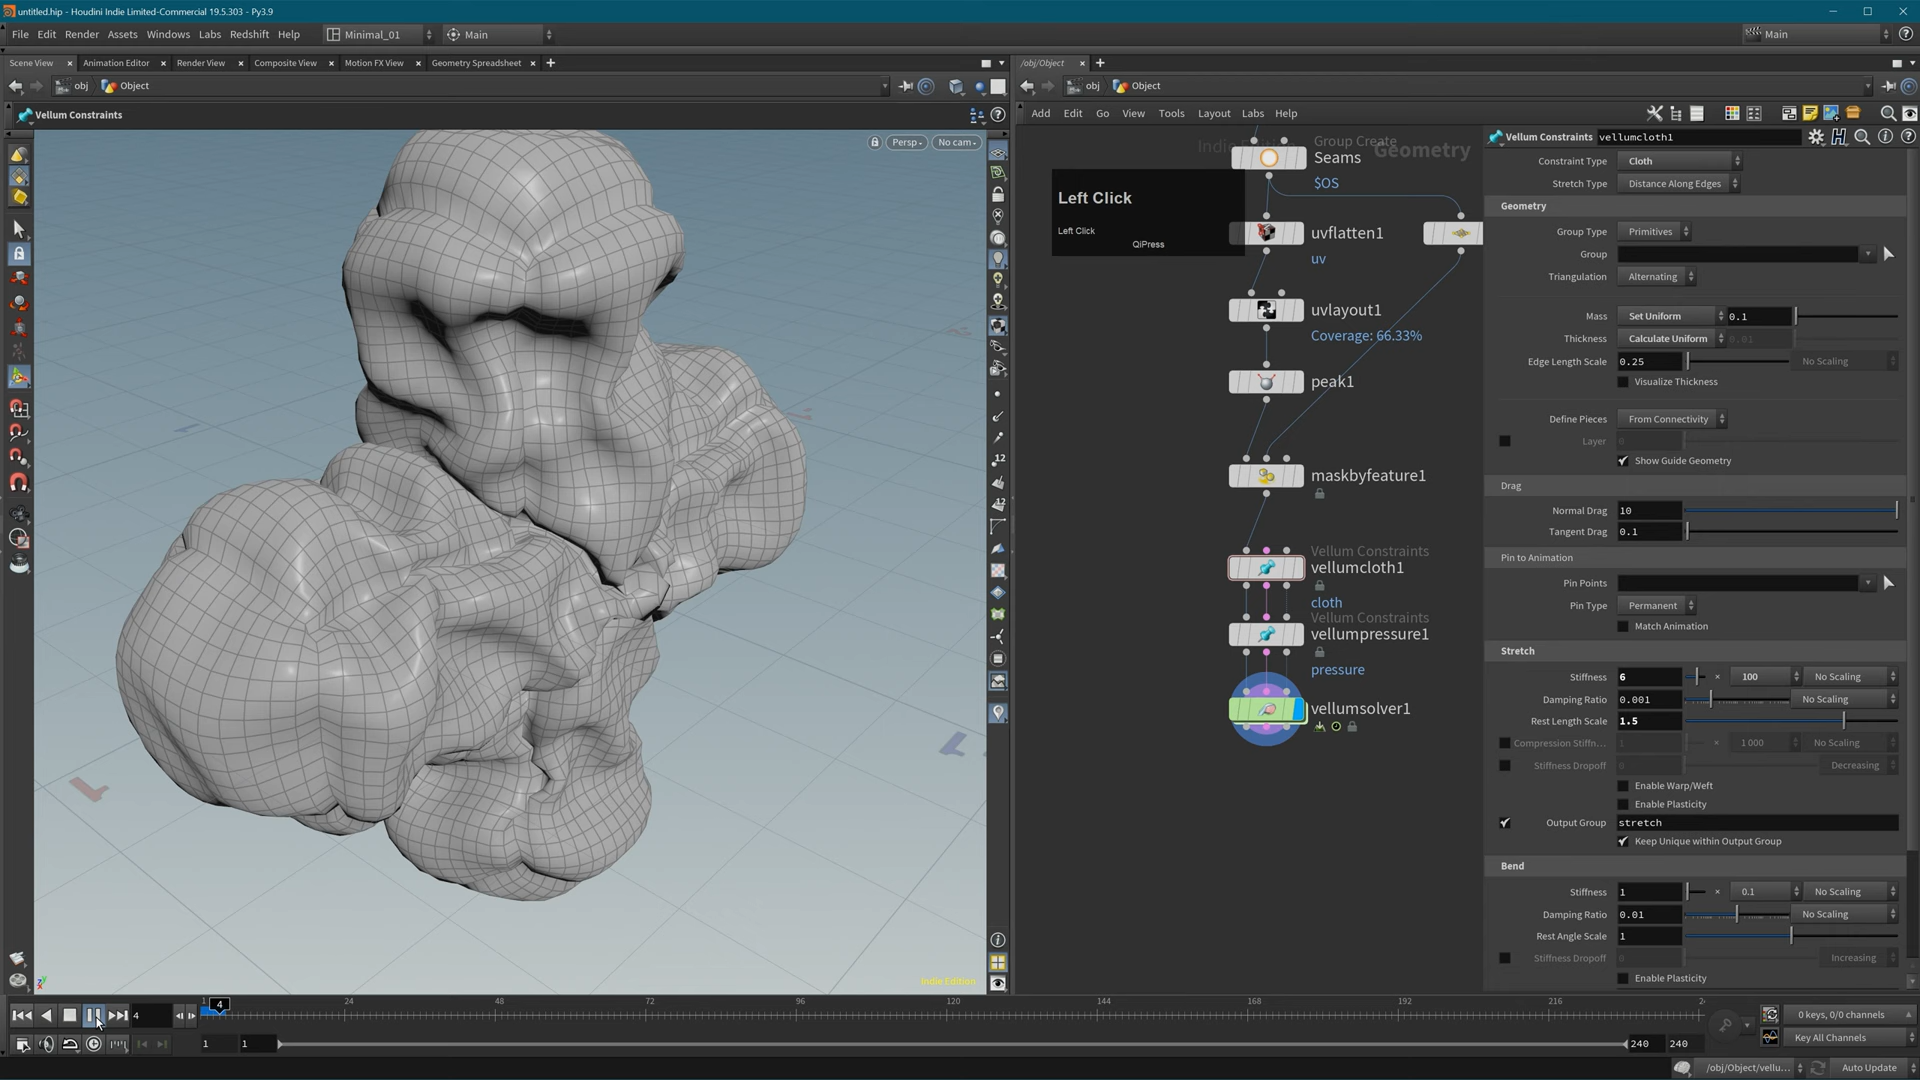 untitled.hip - Houdini Indie Limited-Commercial 19.5.303 - Py3.9
File Edit Render Assets Windows Labs Redshift Help Minimal_01 Main Main
Scene View Animation Editor Render View Composite View Motion FX View Geometry Spreadsheet
obj Object
Vellum Constraints
Persp No cam
12
12
Indie Edition
/obj/Object
obj Object
Add Edit Go View Tools Layout Labs Help
Geometry
Left Click
Left Click
QiPress
Group Create
Seams
$OS
uvflatten1
uv
uvlayout1
Coverage: 66.33%
peak1
maskbyfeature1
Vellum Constraints
vellumcloth1
cloth
Vellum Constraints
vellumpressure1
pressure
vellumsolver1
Vellum Constraints vellumcloth1
Constraint Type Cloth
Stretch Type Distance Along Edges
Geometry
Group Type Primitives
Group
Triangulation Alternating
Mass Set Uniform 0.1
Thickness Calculate Uniform 0.01
Edge Length Scale 0.25 No Scaling
Visualize Thickness
Define Pieces From Connectivity
Layer 0
Show Guide Geometry
Drag
Normal Drag 10
Tangent Drag 0.1
Pin to Animation
Pin Points
Pin Type Permanent
Match Animation
Stretch
Stiffness 6 × 100 No Scaling
Damping Ratio 0.001 No Scaling
Rest Length Scale 1.5
Compression Stiffn... 1 × 1000 No Scaling
Stiffness Dropoff 0 Decreasing
Enable Warp/Weft
Enable Plasticity
Output Group stretch
Keep Unique within Output Group
Bend
Stiffness 1 × 0.1 No Scaling
Damping Ratio 0.01 No Scaling
Rest Angle Scale 1
Stiffness Dropoff 0 Increasing
Enable Plasticity
4 1 4 24 48 72 96 120 144 168 192 216
0 keys, 0/0 channels
1 1 240 240
Key All Channels
/obj/Object/vellu... Auto Update